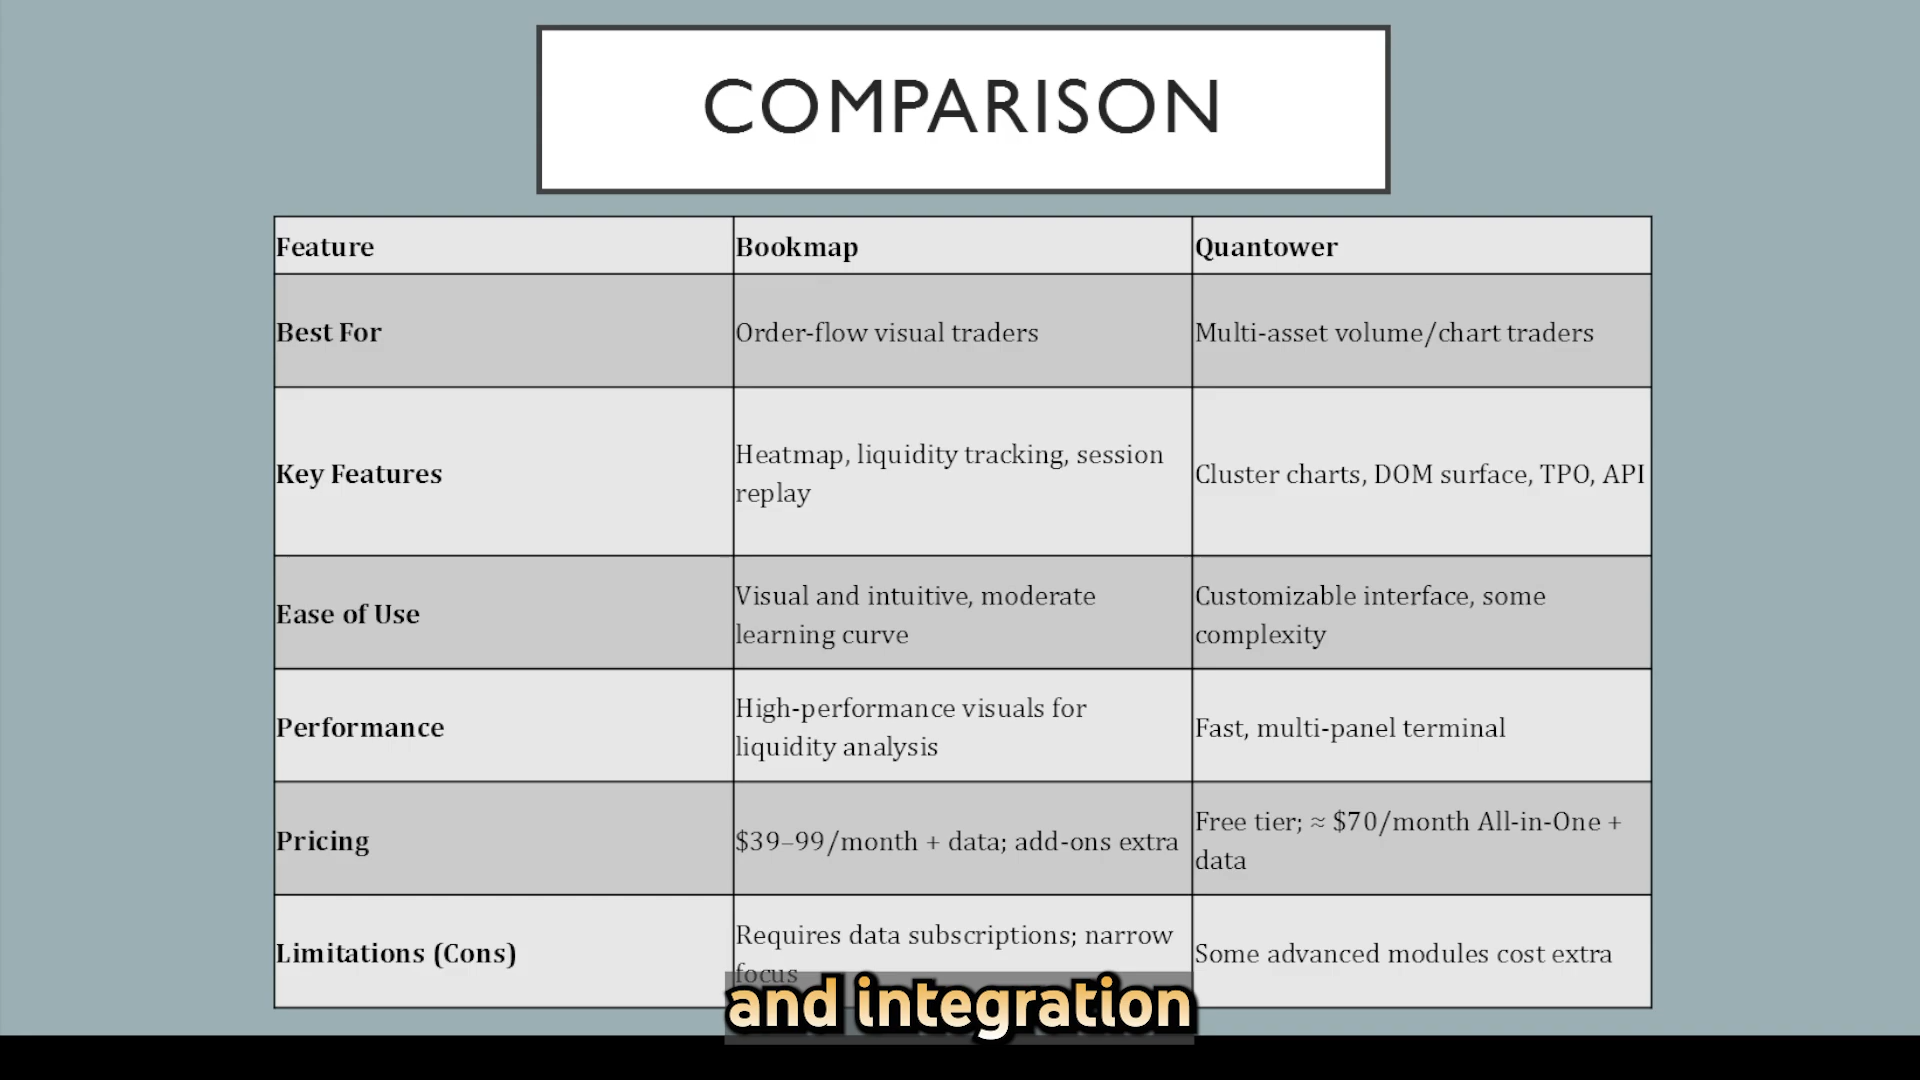 COMPARISON
Feature
Bookmap
Quantower
Best For
Order-flow visual traders
Multi-asset volume/chart traders
Key Features
Heatmap, liquidity tracking, session
replay
Cluster charts, DOM surface, TPO, API
Ease of Use
Visual and intuitive, moderate
learning curve
Customizable interface, some
complexity
Performance
High-performance visuals for
liquidity analysis
Fast, multi-panel terminal
Pricing
$39–99/month + data; add-ons extra
Free tier; ≈ $70/month All-in-One +
data
Limitations (Cons)
Requires data subscriptions; narrow
focus
Some advanced modules cost extra
and integration